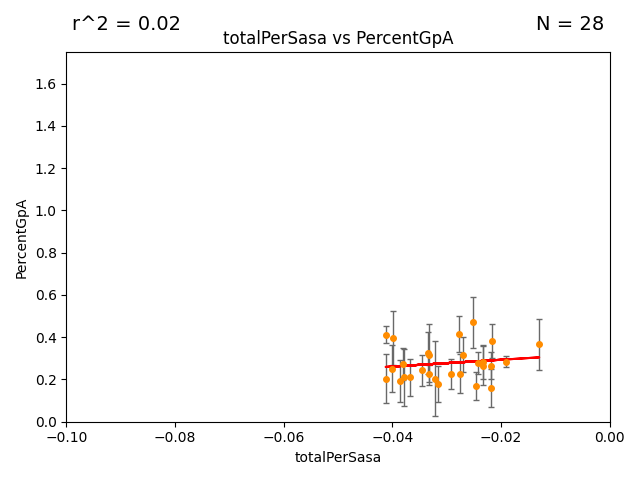 r^2 = 0.02
N = 28
totalPerSasa vs PercentGpA
PercentGpA
1.6
1.4
1.2
1.0
0.8
0.6
0.4
0.2
0.0
−0.10 −0.08 −0.06 −0.04 −0.02 0.00
totalPerSasa